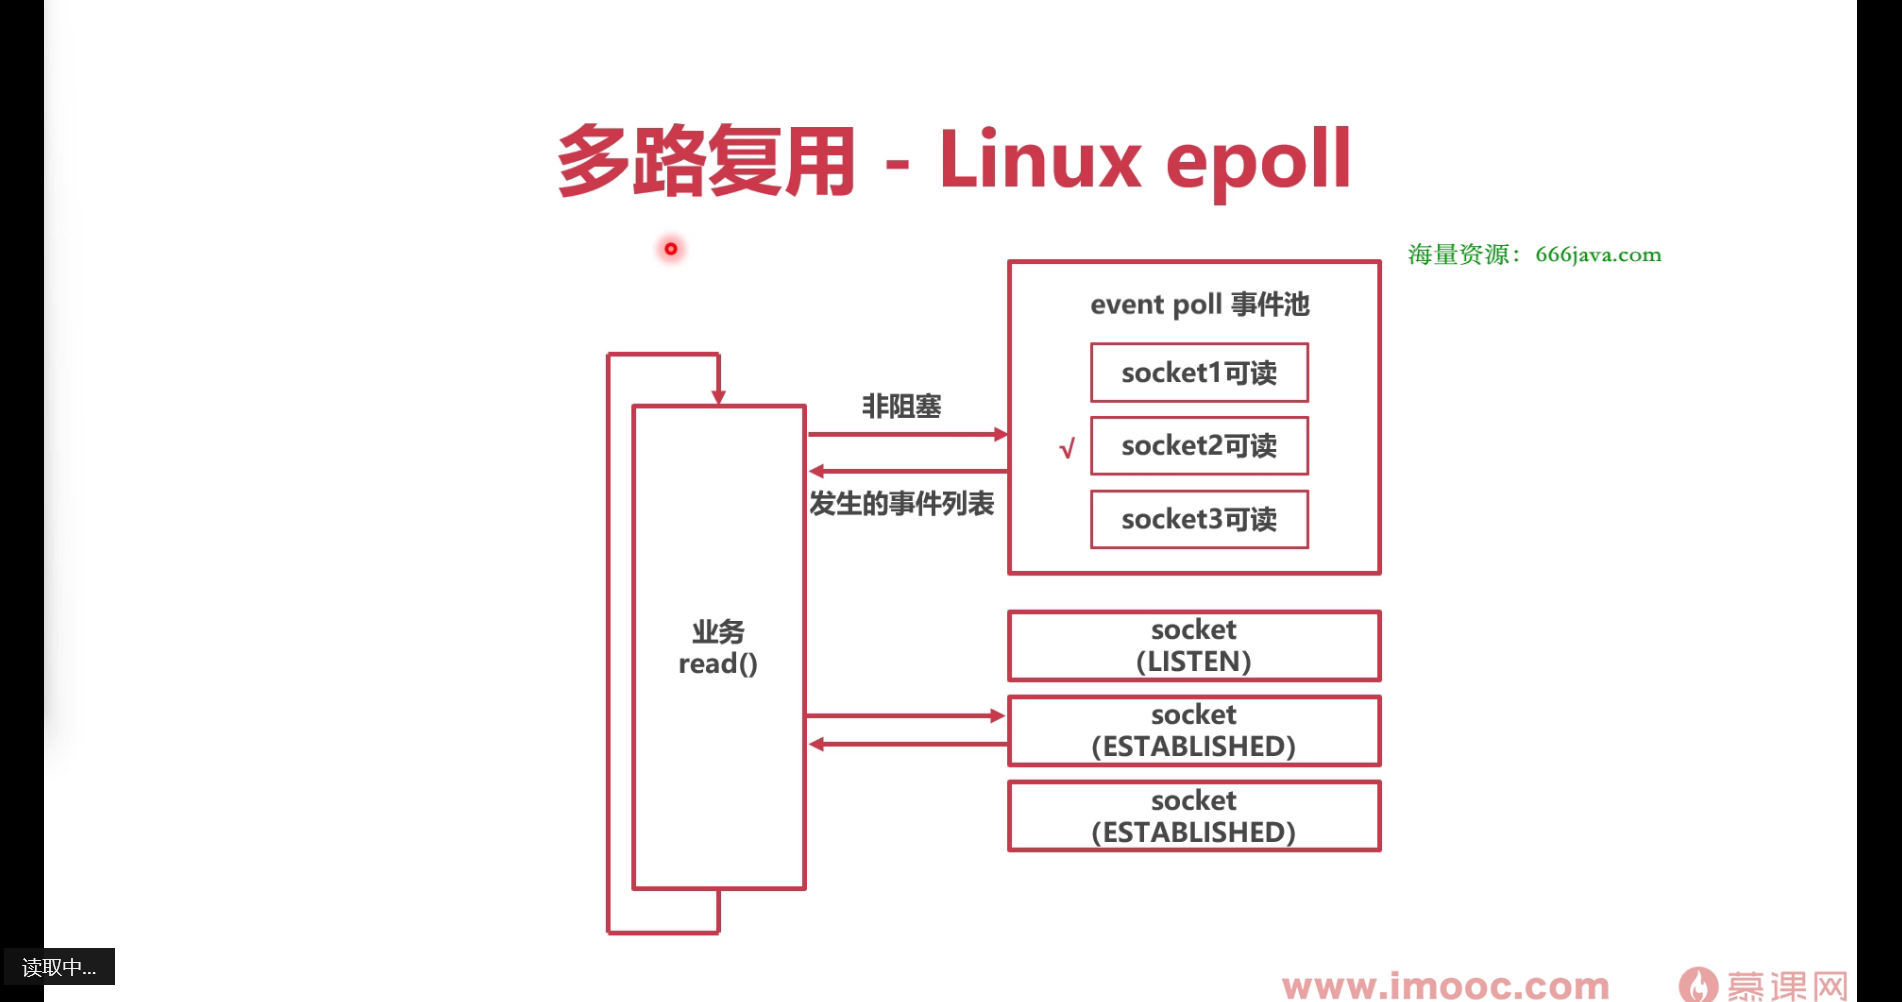 多路复用 - Linux epoll
海量资源：666java.com
event poll 事件池
socket1可读
非阻塞
√
socket2可读
发生的事件列表
socket3可读
业务
read()
socket
(LISTEN)
socket
(ESTABLISHED)
socket
(ESTABLISHED)
读取中...
www.imooc.com
慕课网